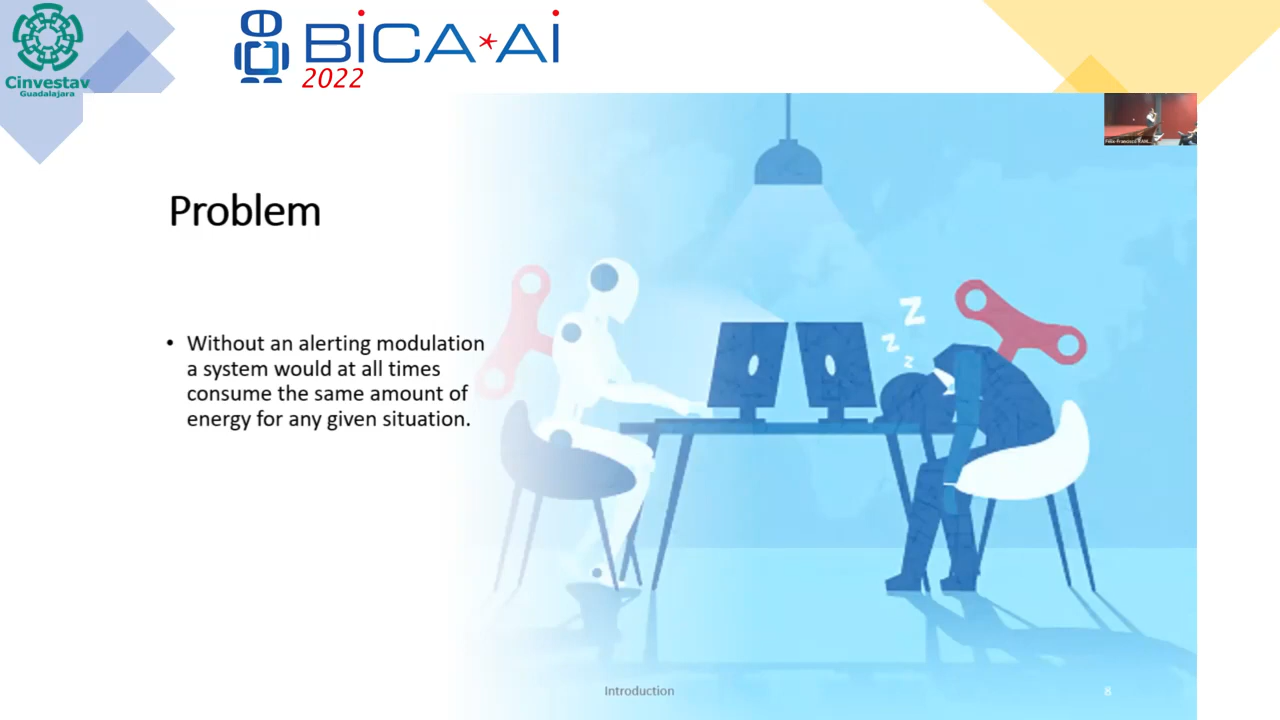 Cinvestav
Guadalajara
BiCA*Ai
2022
Problem
• Without an alerting modulation
a system would at all times
consume the same amount of
energy for any given situation.
z
z
z
Introduction
8